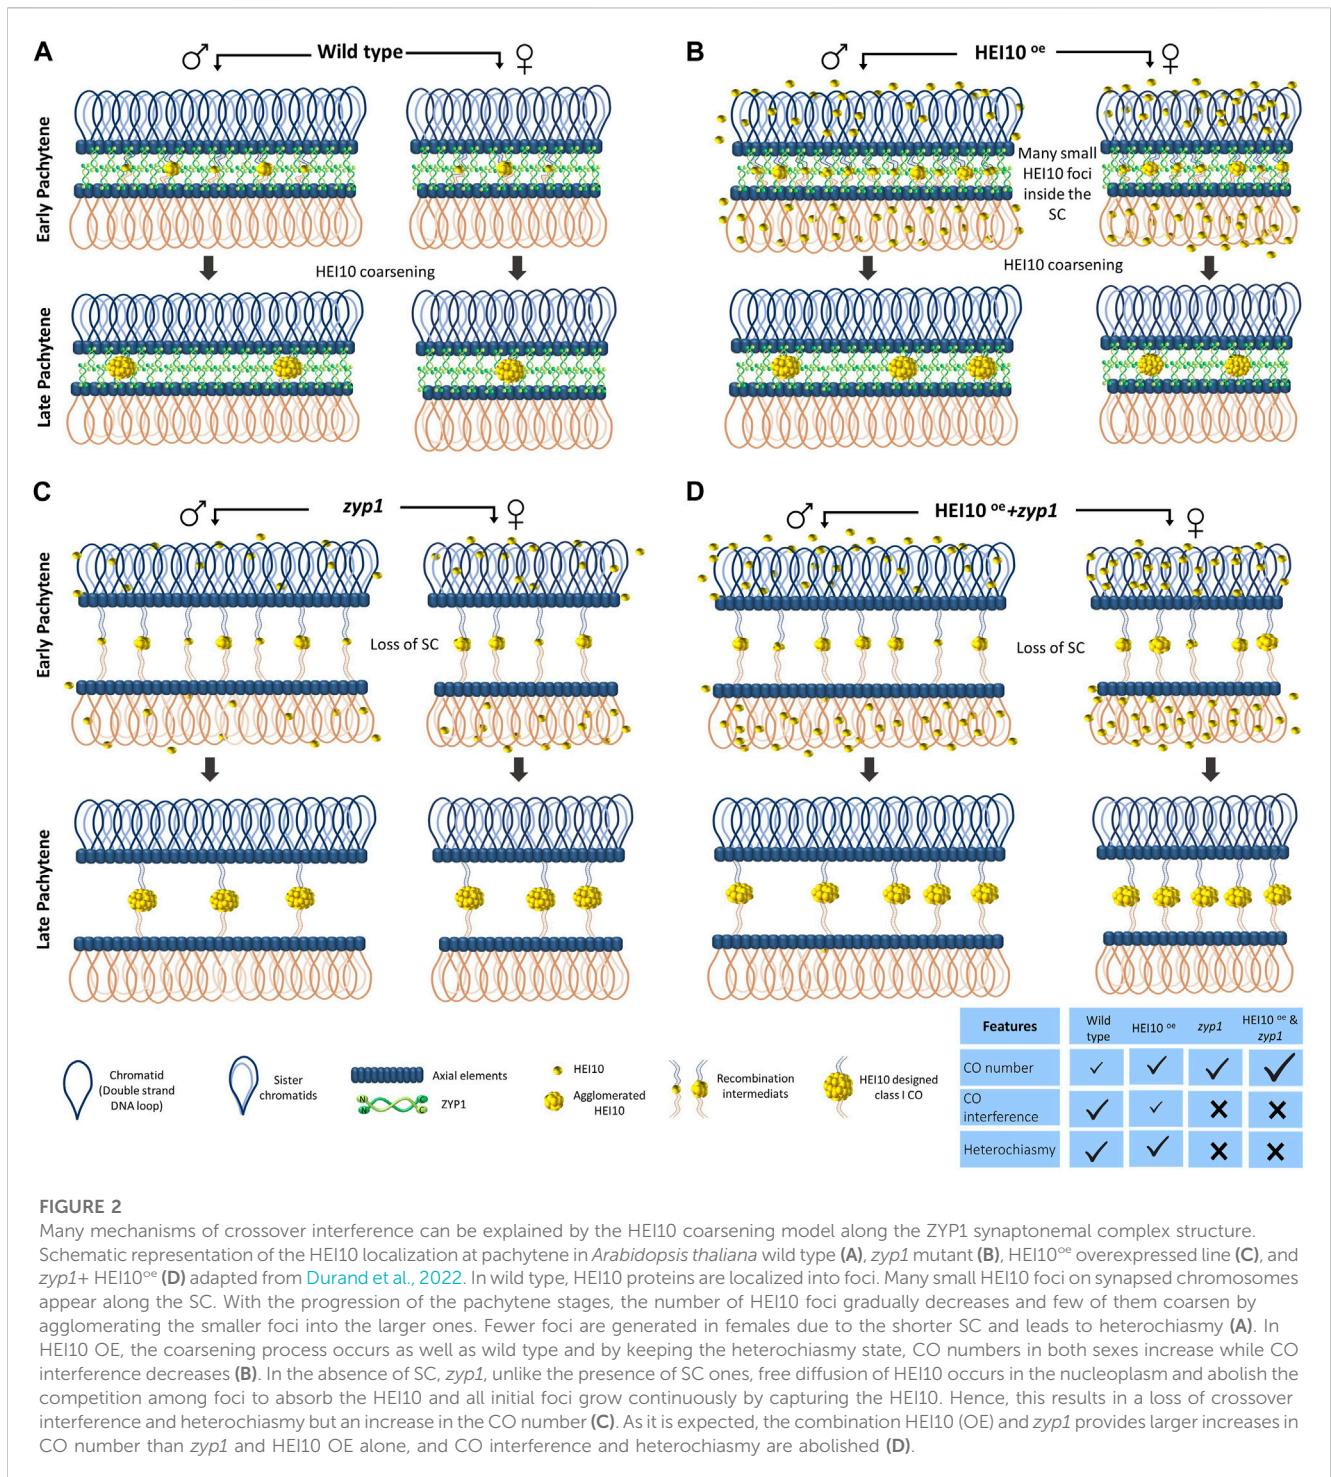 A
♂ Wild type ♀
Early Pachytene
HEI10 coarsening
Late Pachytene
B
♂ HEI10 oe ♀
Many small
HEI10 foci
inside the
SC
HEI10 coarsening
C
♂ zyp1 ♀
Early Pachytene
Loss of SC
Late Pachytene
D
♂ HEI10 oe+zyp1 ♀
Loss of SC
Chromatid
(Double strand
DNA loop)
Sister
chromatids
Axial elements
N
N
C
C
ZYP1
HEI10
Agglomerated
HEI10
Recombination
intermediats
HEI10 designed
class I CO
Features Wild type HEI10 oe zyp1 HEI10 oe & zyp1
CO number ✓ ✓ ✓ ✓
CO interference ✓ ✓ ✗ ✗
Heterochiasmy ✓ ✓ ✗ ✗
FIGURE 2
Many mechanisms of crossover interference can be explained by the HEI10 coarsening model along the ZYP1 synaptonemal complex structure.
Schematic representation of the HEI10 localization at pachytene in Arabidopsis thaliana wild type (A), zyp1 mutant (B), HEI10oe overexpressed line (C), and
zyp1+ HEI10oe (D) adapted from Durand et al., 2022. In wild type, HEI10 proteins are localized into foci. Many small HEI10 foci on synapsed chromosomes
appear along the SC. With the progression of the pachytene stages, the number of HEI10 foci gradually decreases and few of them coarsen by
agglomerating the smaller foci into the larger ones. Fewer foci are generated in females due to the shorter SC and leads to heterochiasmy (A). In
HEI10 OE, the coarsening process occurs as well as wild type and by keeping the heterochiasmy state, CO numbers in both sexes increase while CO
interference decreases (B). In the absence of SC, zyp1, unlike the presence of SC ones, free diffusion of HEI10 occurs in the nucleoplasm and abolish the
competition among foci to absorb the HEI10 and all initial foci grow continuously by capturing the HEI10. Hence, this results in a loss of crossover
interference and heterochiasmy but an increase in the CO number (C). As it is expected, the combination HEI10 (OE) and zyp1 provides larger increases in
CO number than zyp1 and HEI10 OE alone, and CO interference and heterochiasmy are abolished (D).